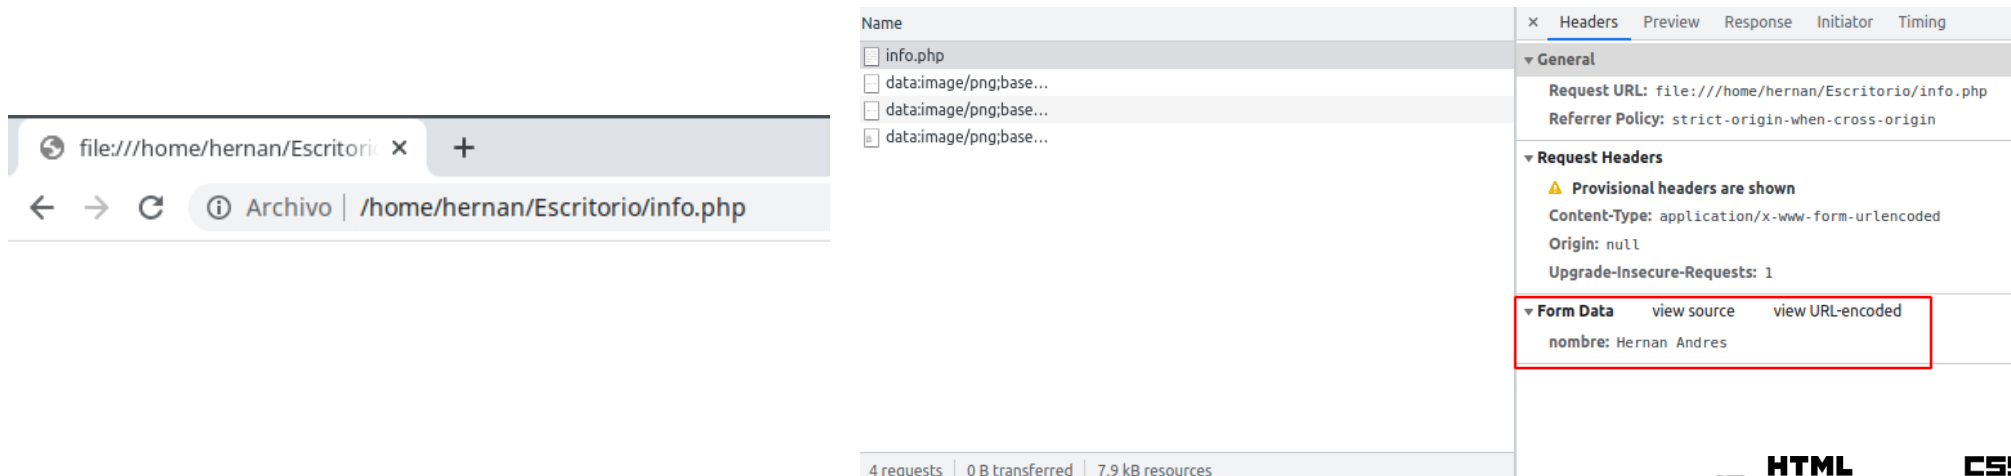 file:///home/hernan/Escritori
Archivo | /home/hernan/Escritorio/info.php
Name
info.php
data:image/png;base...
data:image/png;base...
data:image/png;base...
4 requests | 0 B transferred | 7.9 kB resources
× Headers Preview Response Initiator Timing
General
Request URL: file:///home/hernan/Escritorio/info.php
Referrer Policy: strict-origin-when-cross-origin
Request Headers
Provisional headers are shown
Content-Type: application/x-www-form-urlencoded
Origin: null
Upgrade-Insecure-Requests: 1
Form Data view source view URL-encoded
nombre: Hernan Andres
HTML